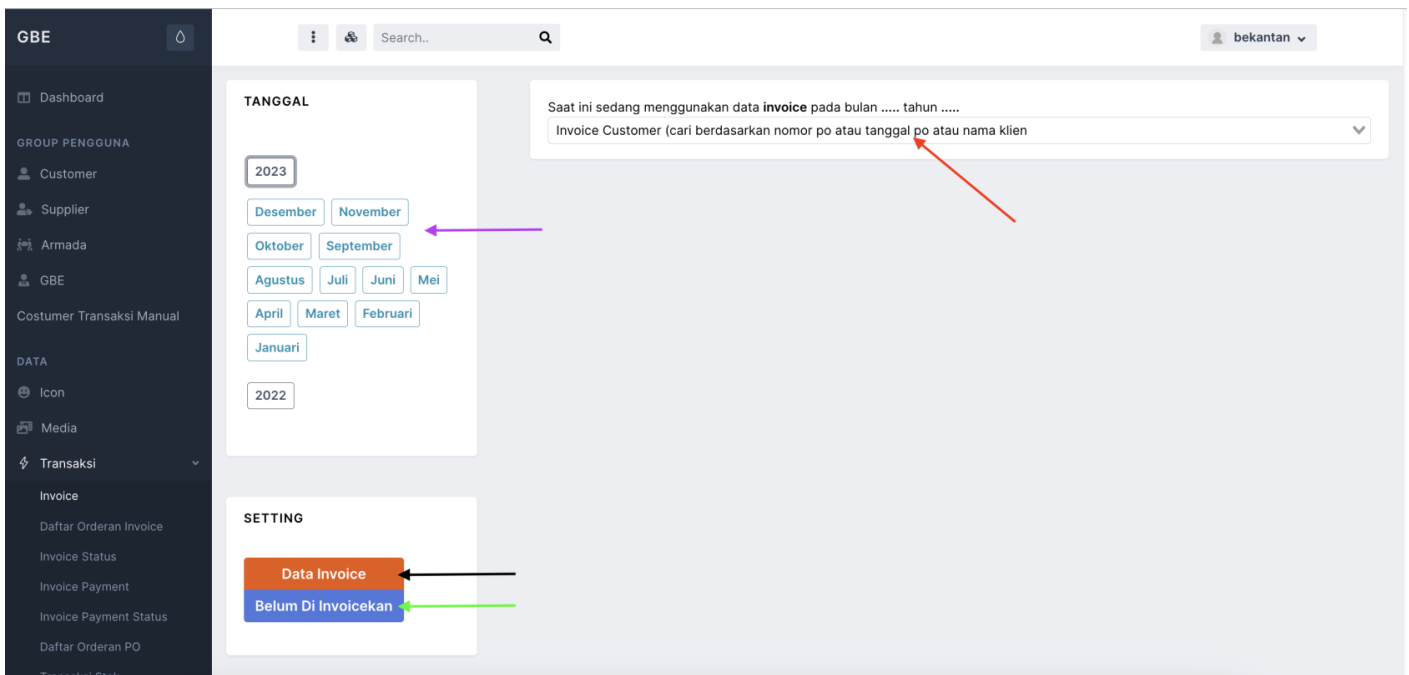 GBE
Search..
bekantan
Dashboard
GROUP PENGGUNA
Customer
Supplier
Armada
GBE
Costumer Transaksi Manual
DATA
Icon
Media
Transaksi
Invoice
Daftar Orderan Invoice
Invoice Status
Invoice Payment
Invoice Payment Status
Daftar Orderan PO
TANGGAL
2023
Desember November
Oktober September
Agustus Juli Juni Mei
April Maret Februari
Januari
2022
SETTING
Data Invoice
Belum Di Invoicekan
Saat ini sedang menggunakan data invoice pada bulan ..... tahun .....
Invoice Customer (cari berdasarkan nomor po atau tanggal po atau nama klien